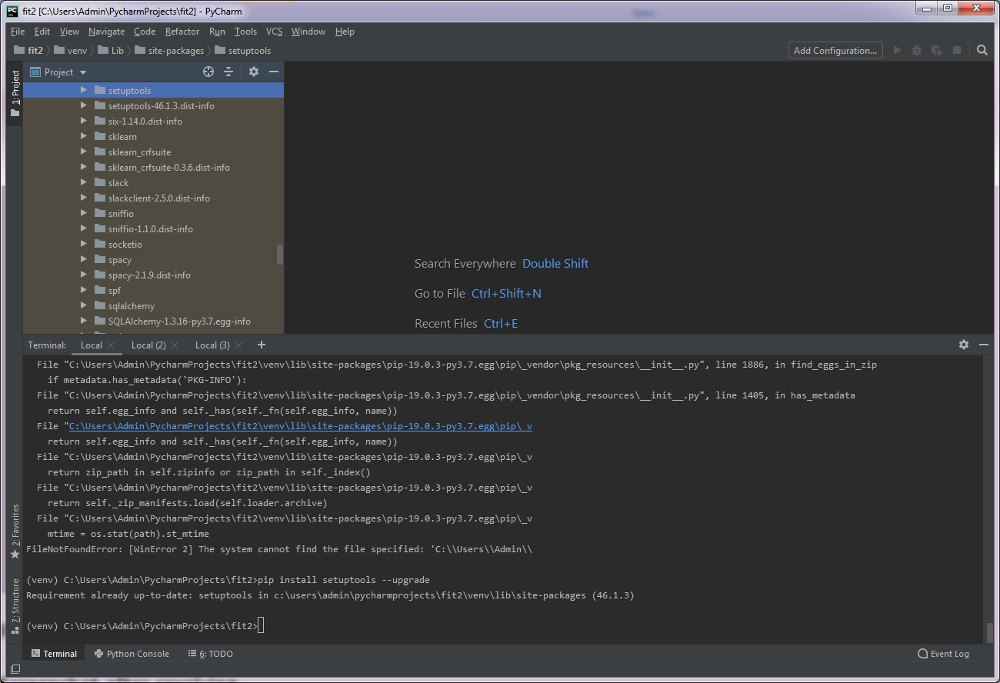 fit2 [C:\Users\Admin\PycharmProjects\fit2] - PyCharm
File Edit View Navigate Code Refactor Run Tools VCS Window Help
fit2 venv Lib site-packages setuptools Add Configuration...
1: Project
Project
setuptools
setuptools-46.1.3.dist-info
six-1.14.0.dist-info
sklearn
sklearn_crfsuite
sklearn_crfsuite-0.3.6.dist-info
slack
slackclient-2.5.0.dist-info
sniffio
sniffio-1.1.0.dist-info
socketio
spacy
spacy-2.1.9.dist-info
spf
sqlalchemy
SQLAlchemy-1.3.16-py3.7.egg-info
Search Everywhere Double Shift
Go to File Ctrl+Shift+N
Recent Files Ctrl+E
Terminal: Local Local (2) Local (3)
File "C:\Users\Admin\PycharmProjects\fit2\venv\lib\site-packages\pip-19.0.3-py3.7.egg\pip\_vendor\pkg_resources\__init__.py", line 1886, in find_eggs_in_zip
if metadata.has_metadata('PKG-INFO'):
File "C:\Users\Admin\PycharmProjects\fit2\venv\lib\site-packages\pip-19.0.3-py3.7.egg\pip\_vendor\pkg_resources\__init__.py", line 1405, in has_metadata
return self.egg_info and self._has(self._fn(self.egg_info, name))
File "C:\Users\Admin\PycharmProjects\fit2\venv\lib\site-packages\pip-19.0.3-py3.7.egg\pip\_v
return self.egg_info and self._has(self._fn(self.egg_info, name))
File "C:\Users\Admin\PycharmProjects\fit2\venv\lib\site-packages\pip-19.0.3-py3.7.egg\pip\_v
return zip_path in self.zipinfo or zip_path in self._index()
File "C:\Users\Admin\PycharmProjects\fit2\venv\lib\site-packages\pip-19.0.3-py3.7.egg\pip\_v
return self._zip_manifests.load(self.loader.archive)
File "C:\Users\Admin\PycharmProjects\fit2\venv\lib\site-packages\pip-19.0.3-py3.7.egg\pip\_v
mtime = os.stat(path).st_mtime
FileNotFoundError: [WinError 2] The system cannot find the file specified: 'C:\\Users\\Admin\\
(venv) C:\Users\Admin\PycharmProjects\fit2>pip install setuptools --upgrade
Requirement already up-to-date: setuptools in c:\users\admin\pycharmprojects\fit2\venv\lib\site-packages (46.1.3)
(venv) C:\Users\Admin\PycharmProjects\fit2>
2: Favorites
7: Structure
Terminal Python Console 6: TODO Event Log